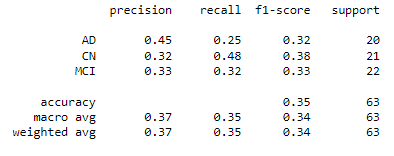 precision recall f1-score support
AD 0.45 0.25 0.32 20
CN 0.32 0.48 0.38 21
MCI 0.33 0.32 0.33 22
accuracy 0.35 63
macro avg 0.37 0.35 0.34 63
weighted avg 0.37 0.35 0.34 63